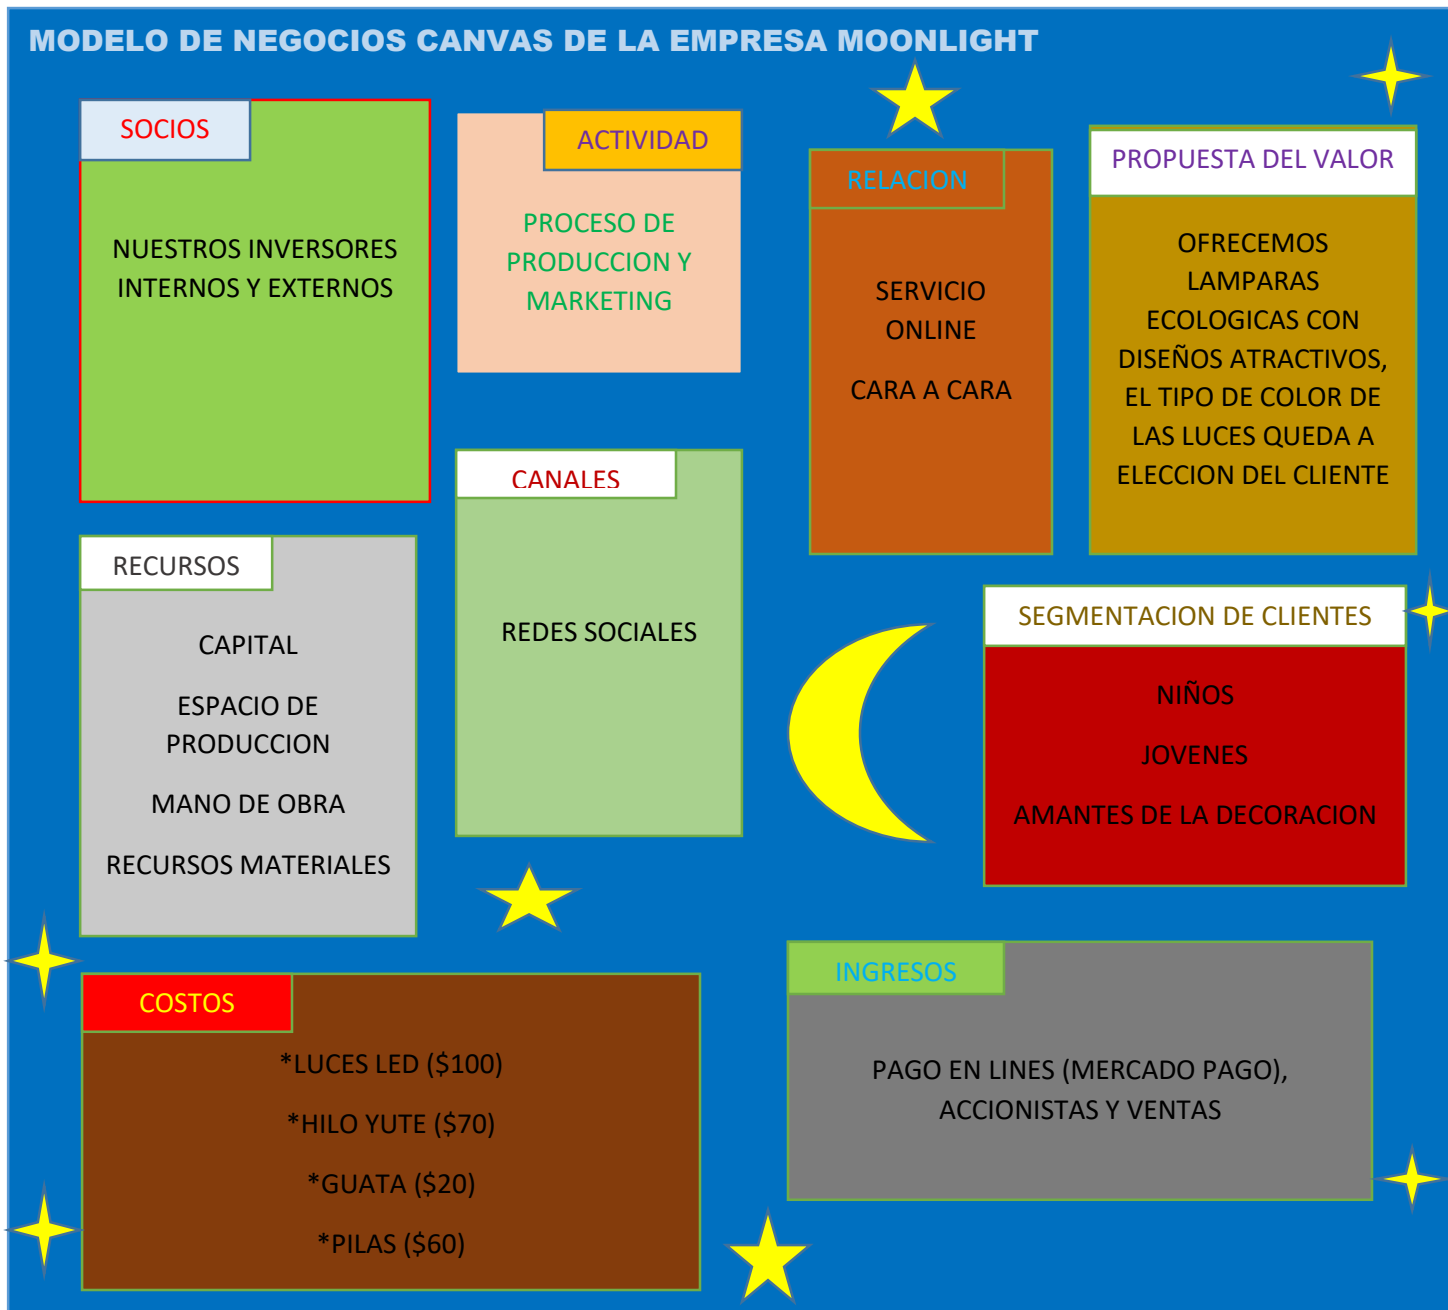 MODELO DE NEGOCIOS CANVAS DE LA EMPRESA MOONLIGHT
SOCIOS
NUESTROS INVERSORES
INTERNOS Y EXTERNOS
ACTIVIDAD
PROCESO DE
PRODUCCION Y
MARKETING
RELACION
SERVICIO
ONLINE
CARA A CARA
PROPUESTA DEL VALOR
OFRECEMOS
LAMPARAS
ECOLOGICAS CON
DISEÑOS ATRACTIVOS,
EL TIPO DE COLOR DE
LAS LUCES QUEDA A
ELECCION DEL CLIENTE
RECURSOS
CAPITAL
ESPACIO DE
PRODUCCION
MANO DE OBRA
RECURSOS MATERIALES
CANALES
REDES SOCIALES
SEGMENTACION DE CLIENTES
NIÑOS
JOVENES
AMANTES DE LA DECORACION
COSTOS
*LUCES LED ($100)
*HILO YUTE ($70)
*GUATA ($20)
*PILAS ($60)
INGRESOS
PAGO EN LINES (MERCADO PAGO),
ACCIONISTAS Y VENTAS